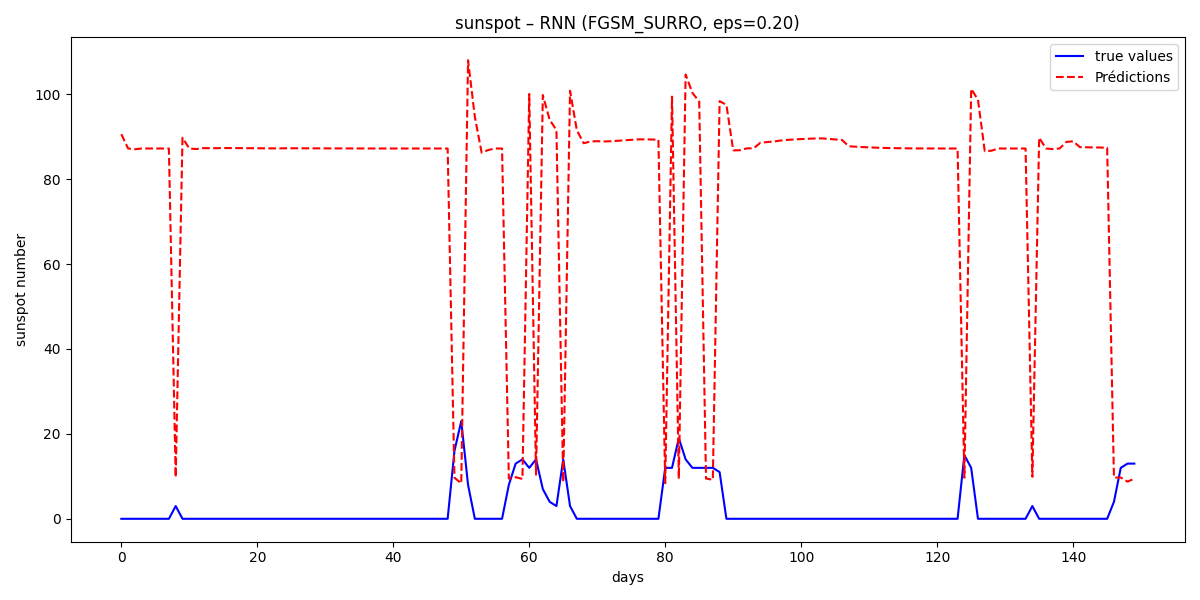 sunspot – RNN (FGSM_SURRO, eps=0.20)
true values
Prédictions
100
80
60
40
20
0
sunspot number
0 20 40 60 80 100 120 140
days